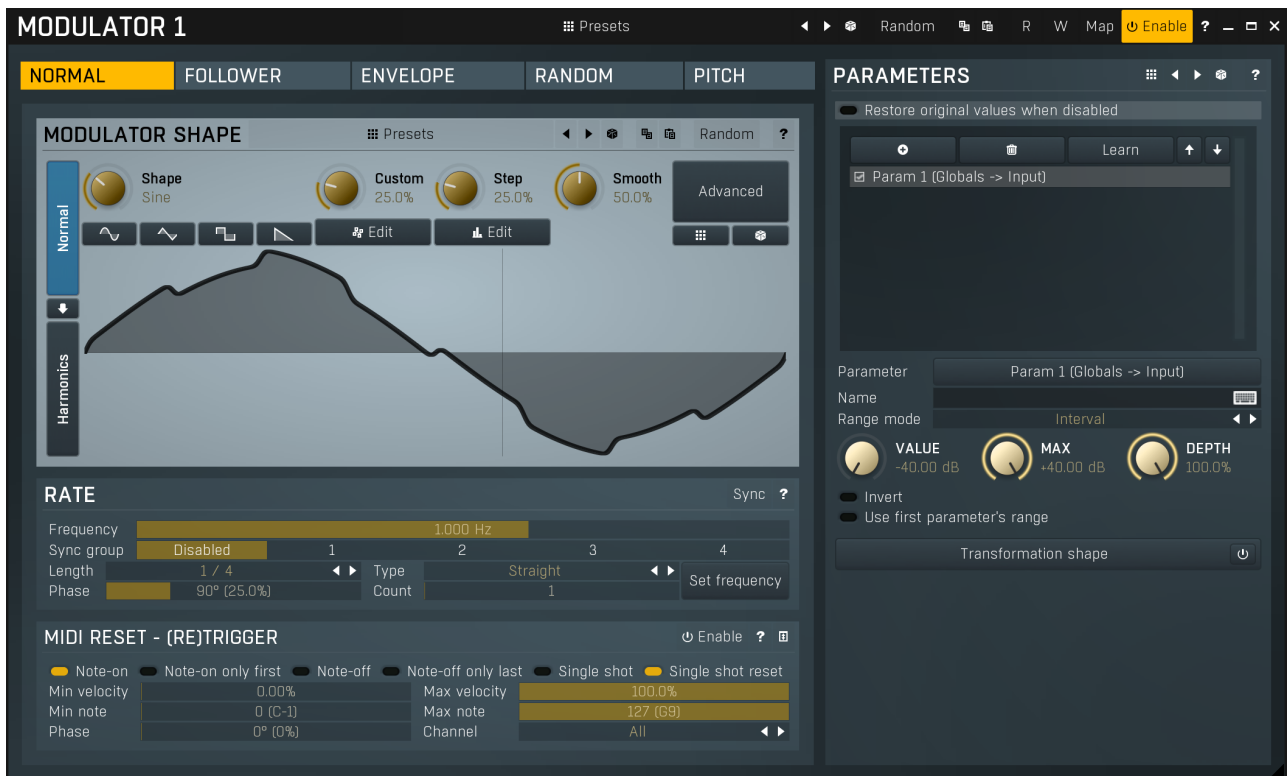 MODULATOR 1 Presets Random R W Map Enable ?
NORMAL FOLLOWER ENVELOPE RANDOM PITCH
MODULATOR SHAPE Presets Random ?
Normal
Harmonics
Shape Custom Step Smooth
Sine 25.0% 25.0% 50.0%
Advanced
Edit Edit
RATE Sync ?
Frequency 1.000 Hz
Sync group Disabled 1 2 3 4
Length 1 / 4 Type Straight
Phase 90° (25.0%) Count 1
Set frequency
MIDI RESET - (RE)TRIGGER Enable ?
Note-on Note-on only first Note-off Note-off only last Single shot Single shot reset
Min velocity 0.00% Max velocity 100.0%
Min note 0 (C-1) Max note 127 (G9)
Phase 0° (0%) Channel All
PARAMETERS ?
Restore original values when disabled
Learn
Param 1 (Globals -> Input)
Parameter Param 1 (Globals -> Input)
Name
Range mode Interval
VALUE MAX DEPTH
-40.00 dB +40.00 dB 100.0%
Invert
Use first parameter's range
Transformation shape